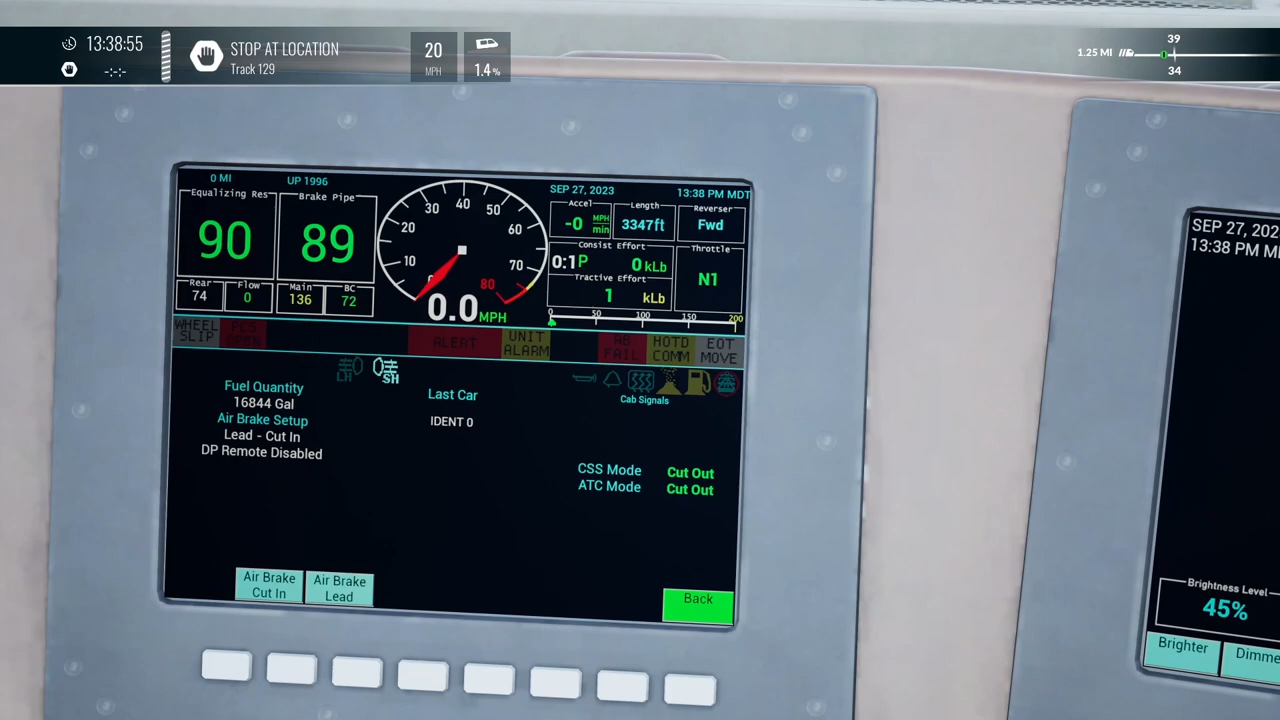 13:38:55
--:--
STOP AT LOCATION
Track 129
20
MPH
1.4%
1.25 MI
39
34
0 MI
UP 1996
SEP 27, 2023
13:38 PM MDT
Equalizing Res
90
Brake Pipe
89
Rear
74
Flow
0
Main
136
BC
72
0
10
20
30
40
50
60
70
80
0.0 MPH
Accel
-0 MPH
min
Length
3347ft
Reverser
Fwd
Consist Effort
0:1P 0 kLb
Tractive Effort
1 kLb
Throttle
N1
0 50 100 150 200
WHEEL
SLIP
PCS
OPEN
ALERT
UNIT
ALARM
AB
FAIL
HOTD
COMM
EOT
MOVE
LH
SH
Fuel Quantity
16844 Gal
Air Brake Setup
Lead - Cut In
DP Remote Disabled
Last Car
IDENT 0
Cab Signals
CSS Mode Cut Out
ATC Mode Cut Out
Air Brake
Cut In
Air Brake
Lead
Back
SEP 27, 202
13:38 PM M
Brightness Level
45%
Brighter
Dimme